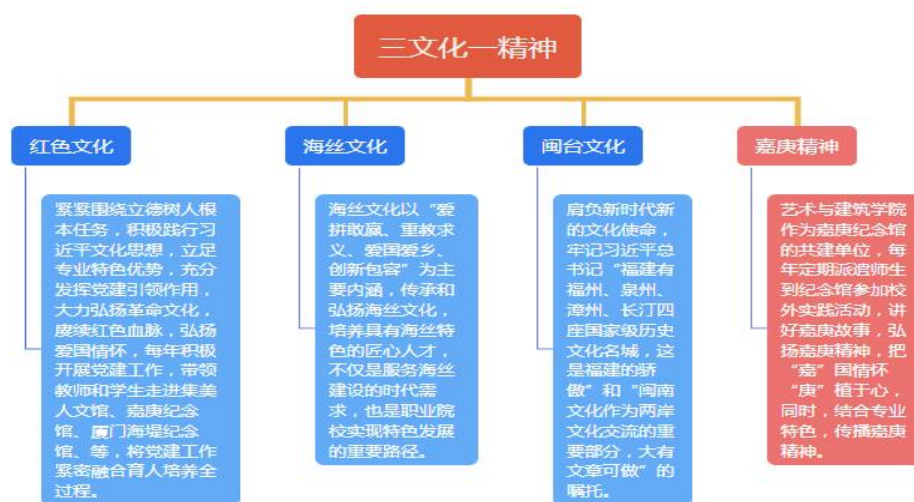 三文化一精神
红色文化
海丝文化
闽台文化
嘉庚精神
紧紧围绕立德树人根
本任务，积极践行习
近平文化思想，立足
专业特色优势，充分
发挥党建引领作用，
大力弘扬革命文化，
赓续红色血脉，弘扬
爱国情怀，每年积极
开展党建工作，带领
教师和学生走进集美
人文馆、嘉庚纪念
馆、厦门海堤纪念
馆、等，将党建工作
紧密融合育人培养全
过程。
海丝文化以“爱
拼敢赢、重教求
义、爱国爱乡、
创新包容”为主
要内涵，传承和
弘扬海丝文化，
培养具有海丝特
色的匠心人才，
不仅是服务海丝
建设的时代需
求，也是职业院
校实现特色发展
的重要路径。
肩负新时代新
的文化使命，
牢记习近平总
书记“福建有
福州、泉州、
漳州、长汀四
座国家级历史
文化名城，这
是福建的骄
傲”和“闽南
文化作为两岸
文化交流的重
要部分，大有
文章可做”的
嘱托。
艺术与建筑学院
作为嘉庚纪念馆
的共建单位，每
年定期派遣师生
到纪念馆参加校
外实践活动，讲
好嘉庚故事，弘
扬嘉庚精神，把
“嘉”国情怀
“庚”植于心，
同时，结合专业
特色，传播嘉庚
精神。